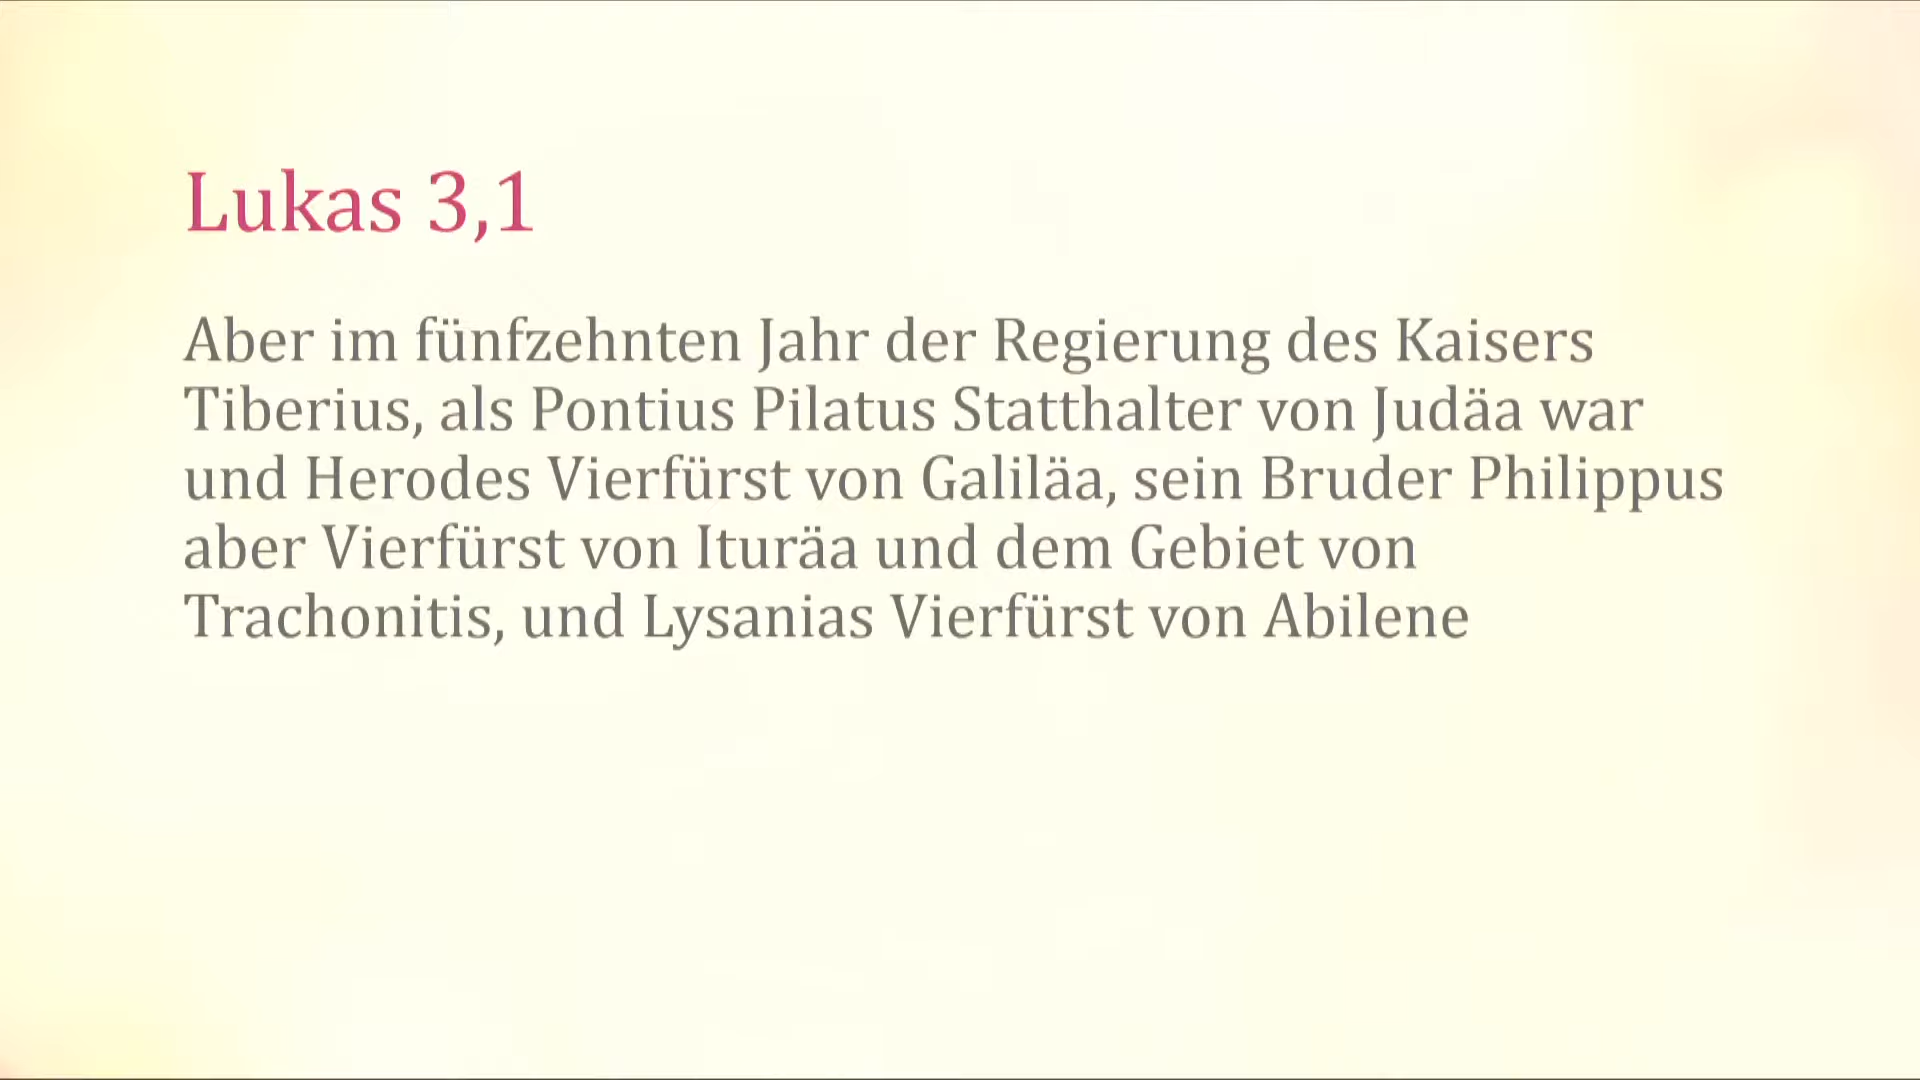 Lukas 3,1
Aber im fünfzehnten Jahr der Regierung des Kaisers
Tiberius, als Pontius Pilatus Statthalter von Judäa war
und Herodes Vierfürst von Galiläa, sein Bruder Philippus
aber Vierfürst von Ituräa und dem Gebiet von
Trachonitis, und Lysanias Vierfürst von Abilene